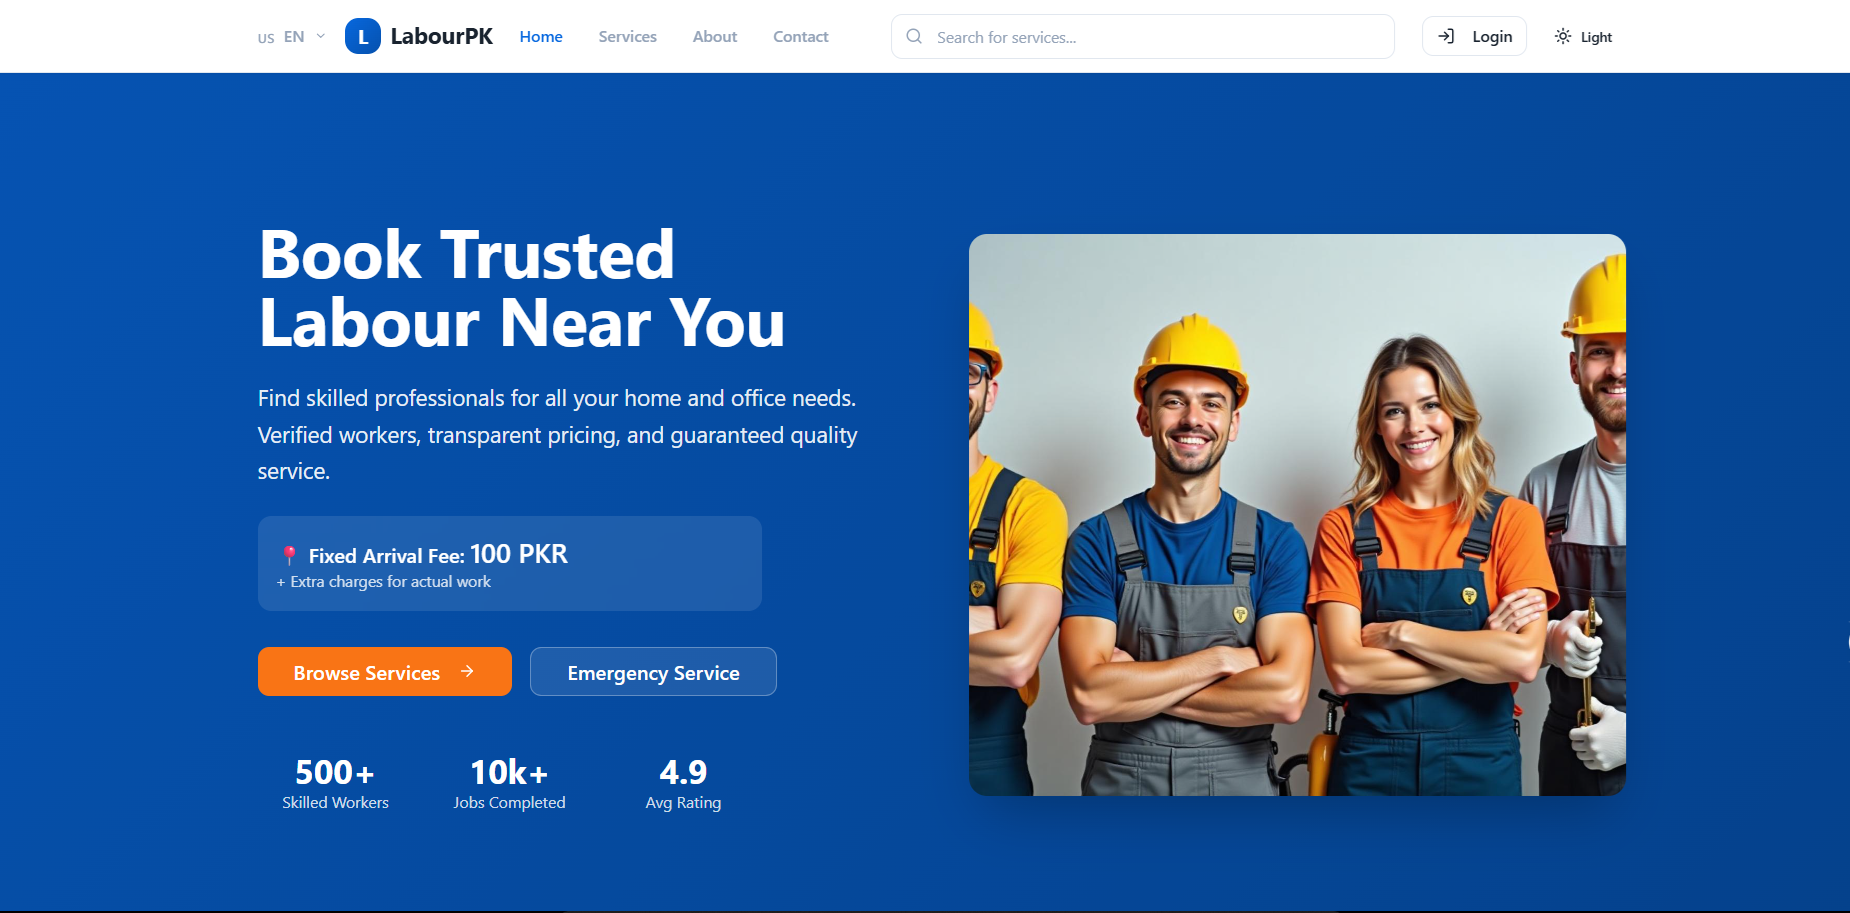 US EN
L LabourPK
Home
Services
About
Contact
Search for services...
Login
Light
Book Trusted
Labour Near You
Find skilled professionals for all your home and office needs.
Verified workers, transparent pricing, and guaranteed quality
service.
📍 Fixed Arrival Fee: 100 PKR
+ Extra charges for actual work
Browse Services →
Emergency Service
500+
Skilled Workers
10k+
Jobs Completed
4.9
Avg Rating